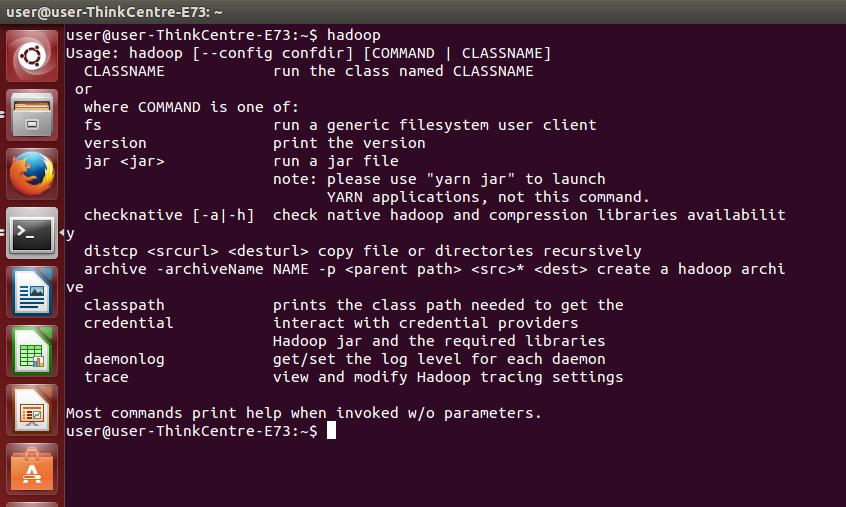 user@user-ThinkCentre-E73: ~
user@user-ThinkCentre-E73:~$ hadoop
Usage: hadoop [--config confdir] [COMMAND | CLASSNAME]
  CLASSNAME            run the class named CLASSNAME
 or
  where COMMAND is one of:
  fs                   run a generic filesystem user client
  version              print the version
  jar <jar>            run a jar file
                       note: please use "yarn jar" to launch
                             YARN applications, not this command.
  checknative [-a|-h]  check native hadoop and compression libraries availabilit
y
  distcp <srcurl> <desturl> copy file or directories recursively
  archive -archiveName NAME -p <parent path> <src>* <dest> create a hadoop archi
ve
  classpath            prints the class path needed to get the
  credential           interact with credential providers
                       Hadoop jar and the required libraries
  daemonlog            get/set the log level for each daemon
  trace                view and modify Hadoop tracing settings

Most commands print help when invoked w/o parameters.
user@user-ThinkCentre-E73:~$